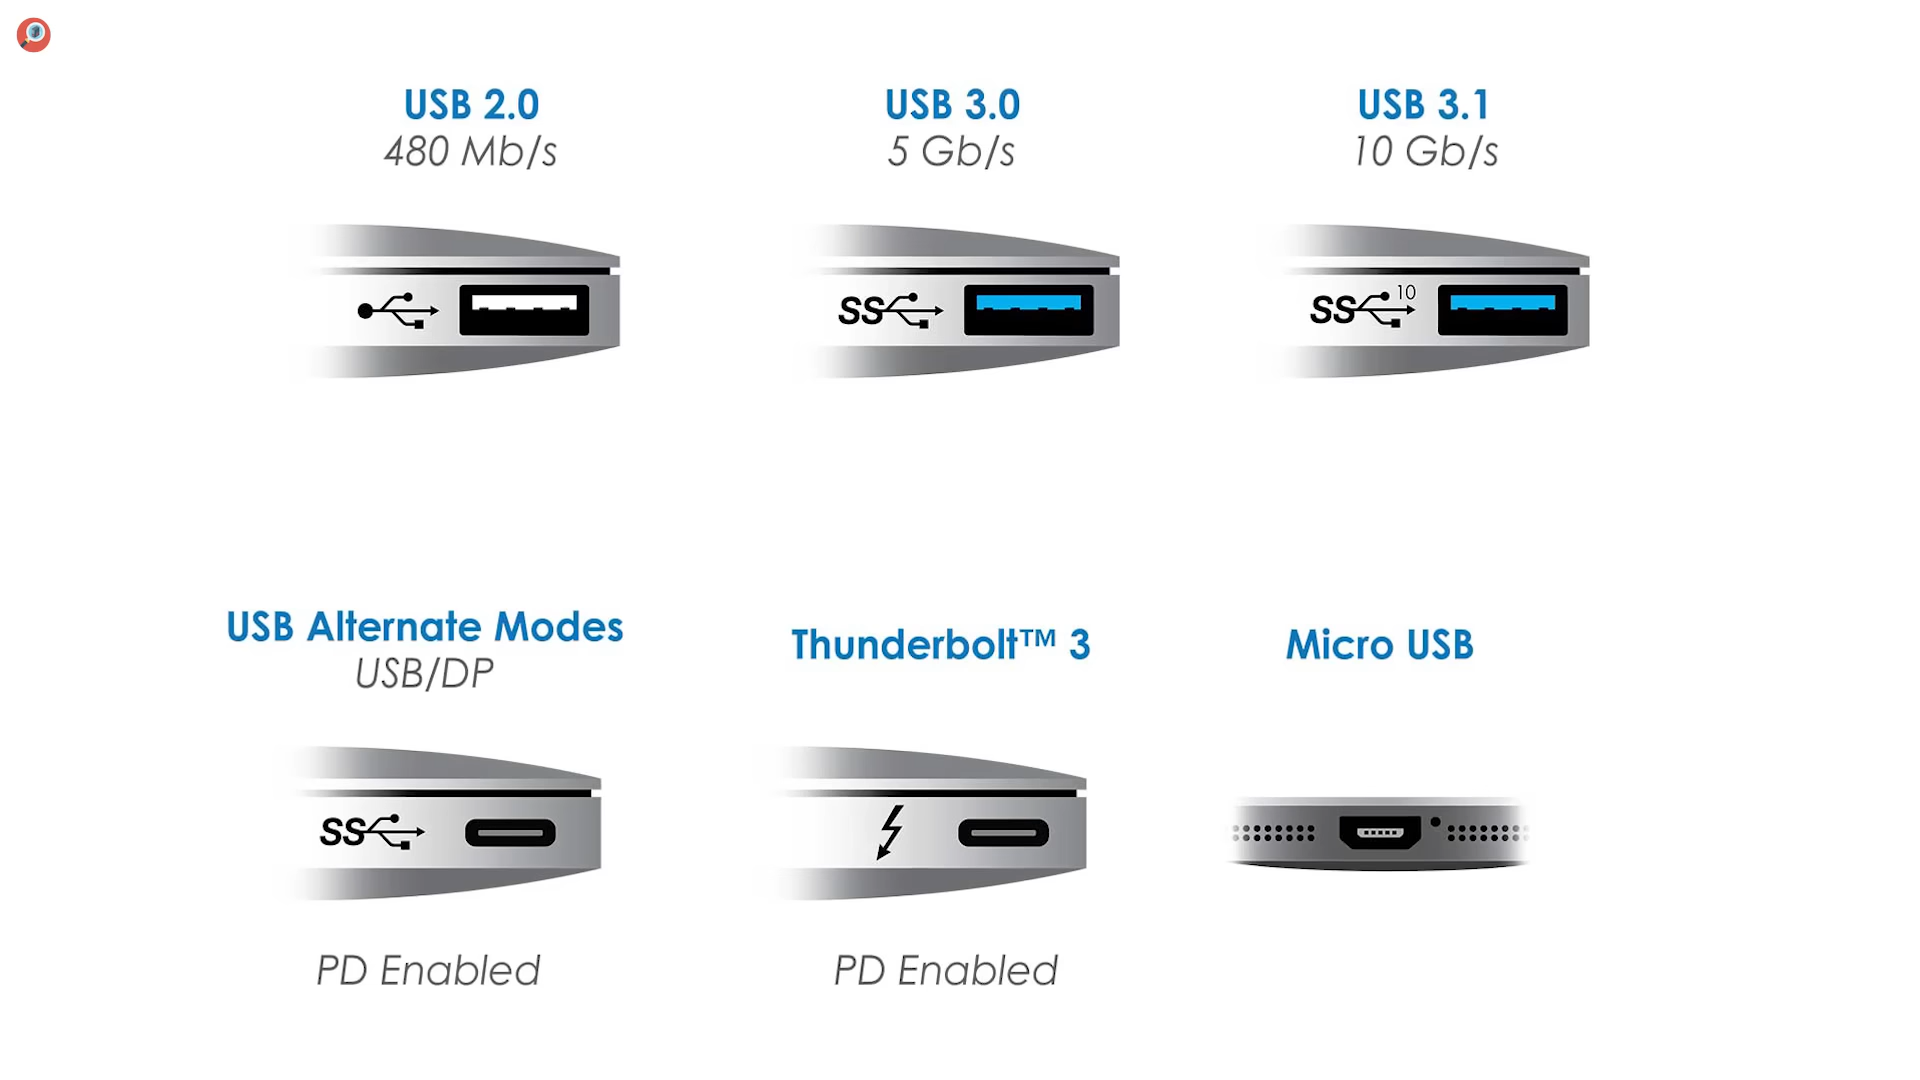 USB 2.0
480 Mb/s
USB 3.0
5 Gb/s
USB 3.1
10 Gb/s
SS
SS 10
USB Alternate Modes
USB/DP
Thunderbolt™ 3
Micro USB
SS
PD Enabled
PD Enabled